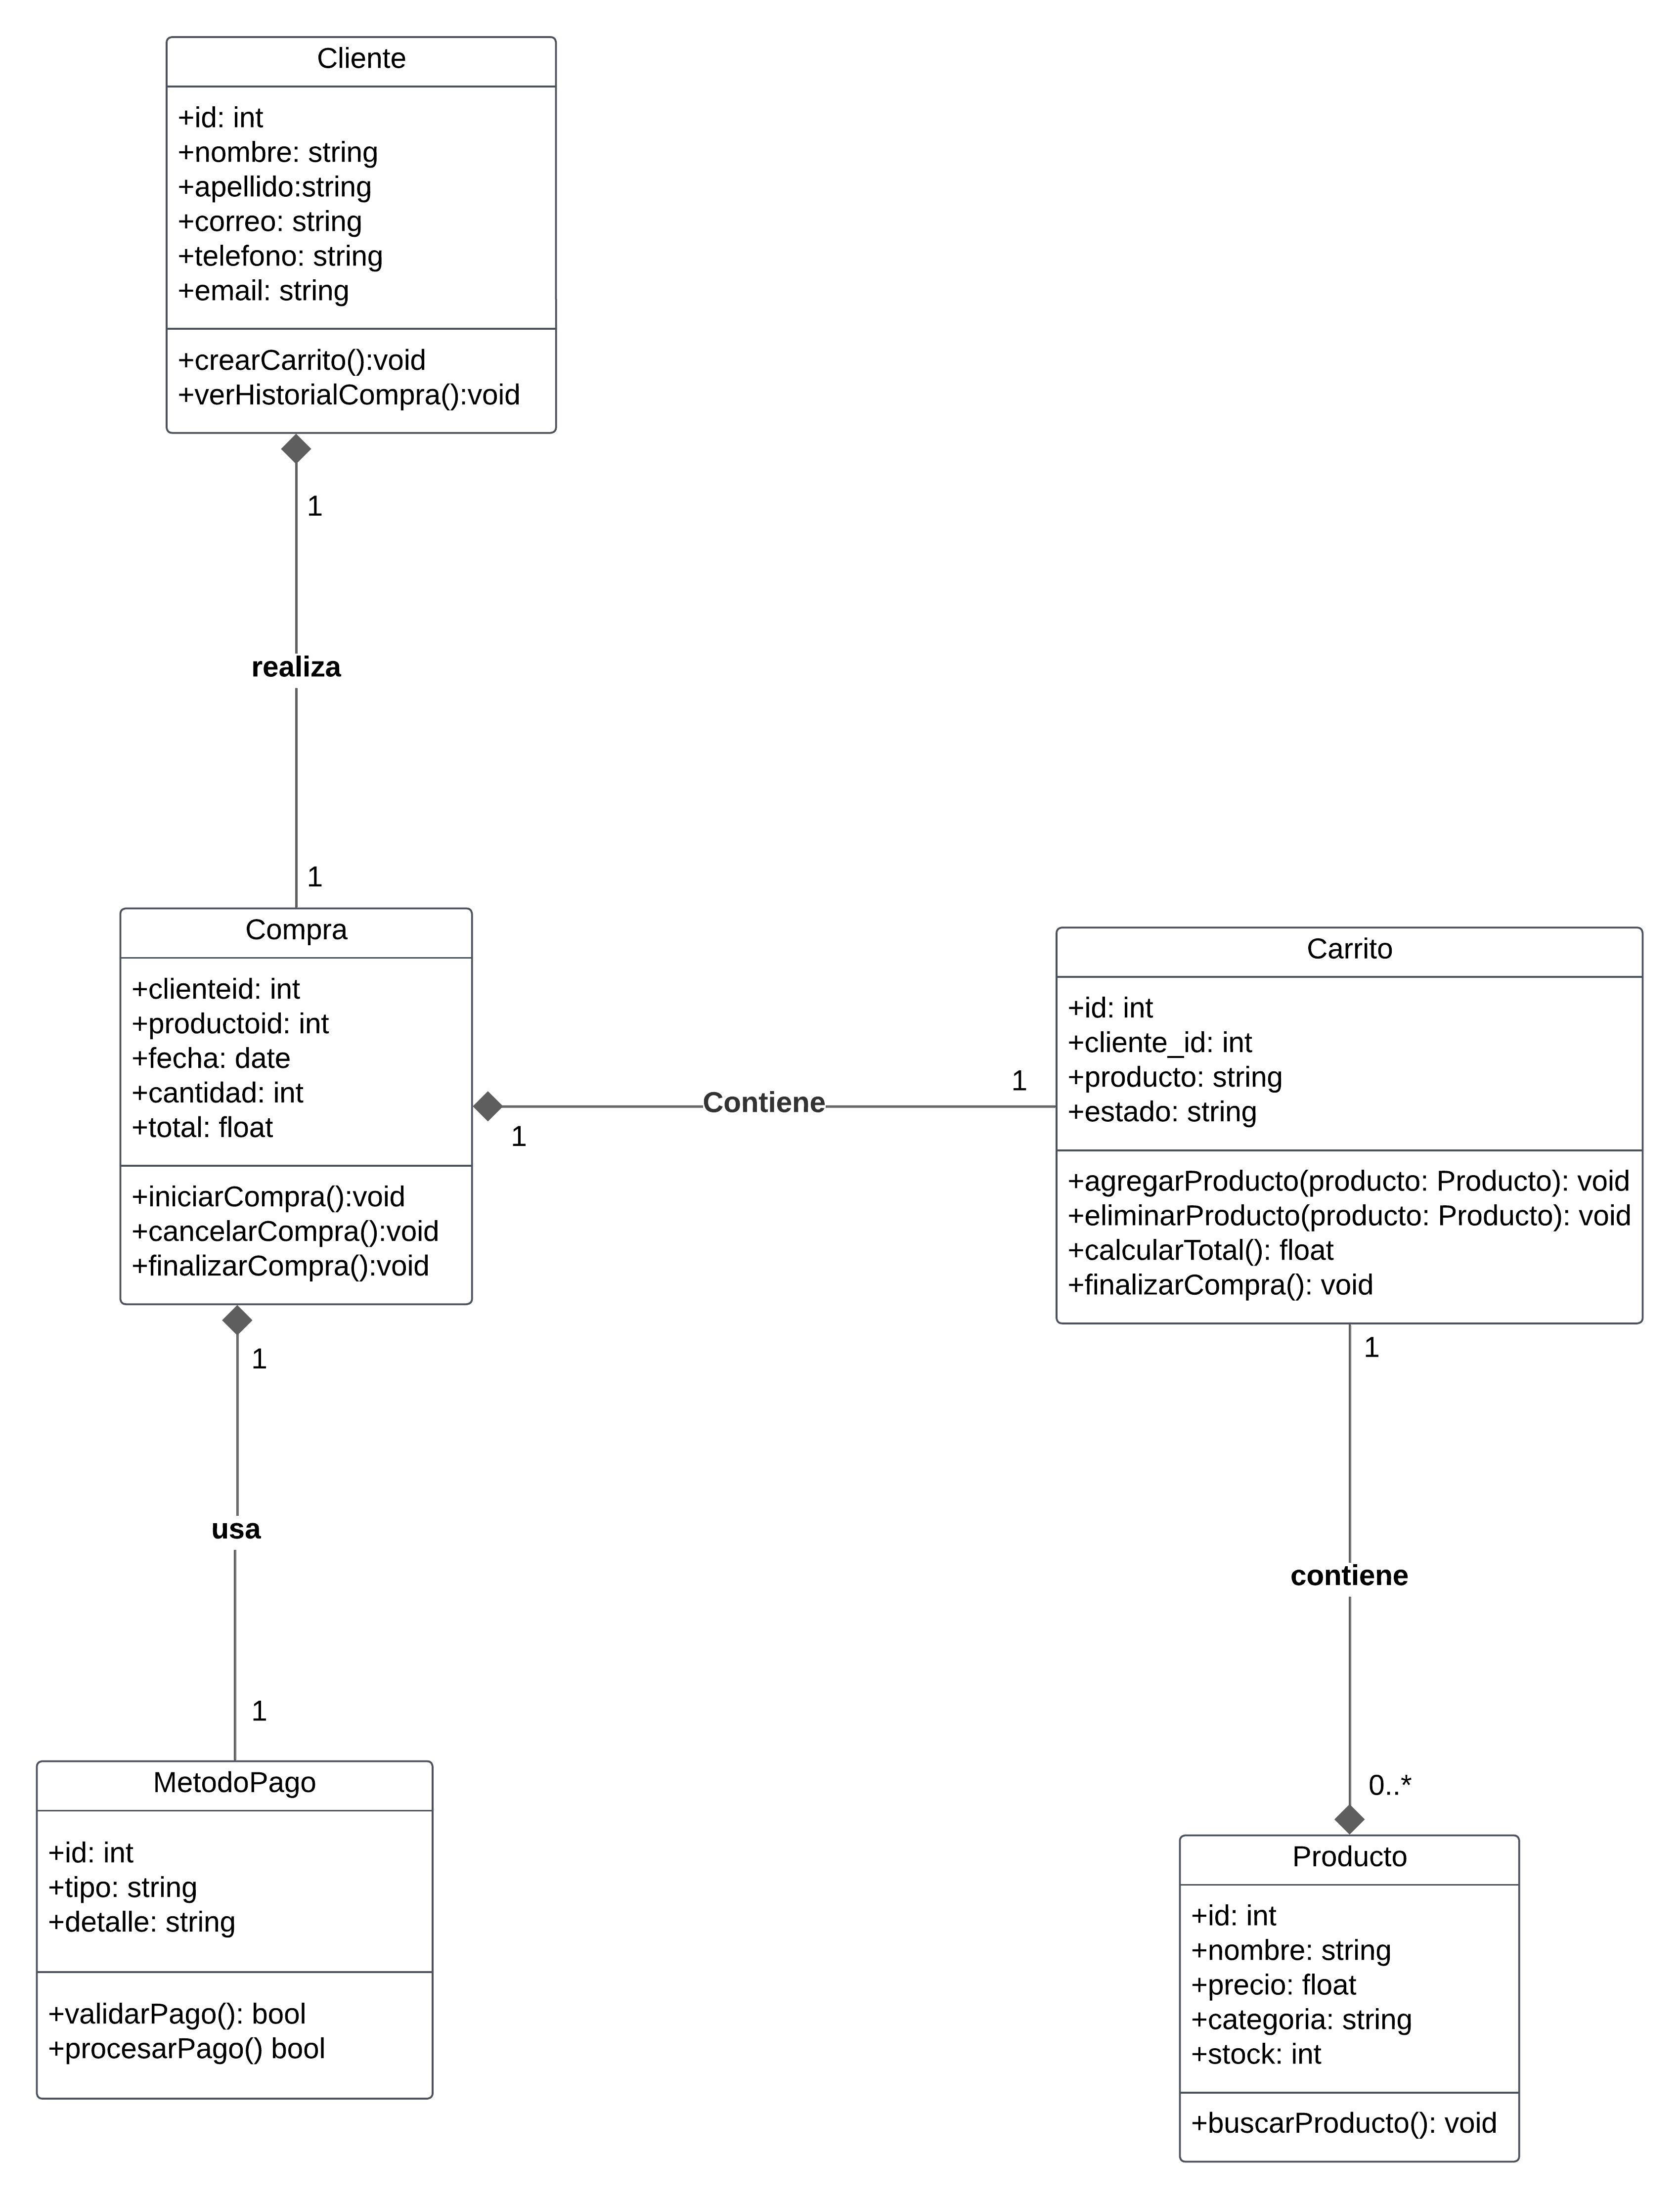 Cliente
+id: int
+nombre: string
+apellido:string
+correo: string
+telefono: string
+email: string
+crearCarrito():void
+verHistorialCompra():void
1
realiza
1
Compra
+clienteid: int
+productoid: int
+fecha: date
+cantidad: int
+total: float
+iniciarCompra():void
+cancelarCompra():void
+finalizarCompra():void
1
Contiene
1
Carrito
+id: int
+cliente_id: int
+producto: string
+estado: string
+agregarProducto(producto: Producto): void
+eliminarProducto(producto: Producto): void
+calcularTotal(): float
+finalizarCompra(): void
1
usa
1
MetodoPago
+id: int
+tipo: string
+detalle: string
+validarPago(): bool
+procesarPago() bool
1
contiene
0..*
Producto
+id: int
+nombre: string
+precio: float
+categoria: string
+stock: int
+buscarProducto(): void